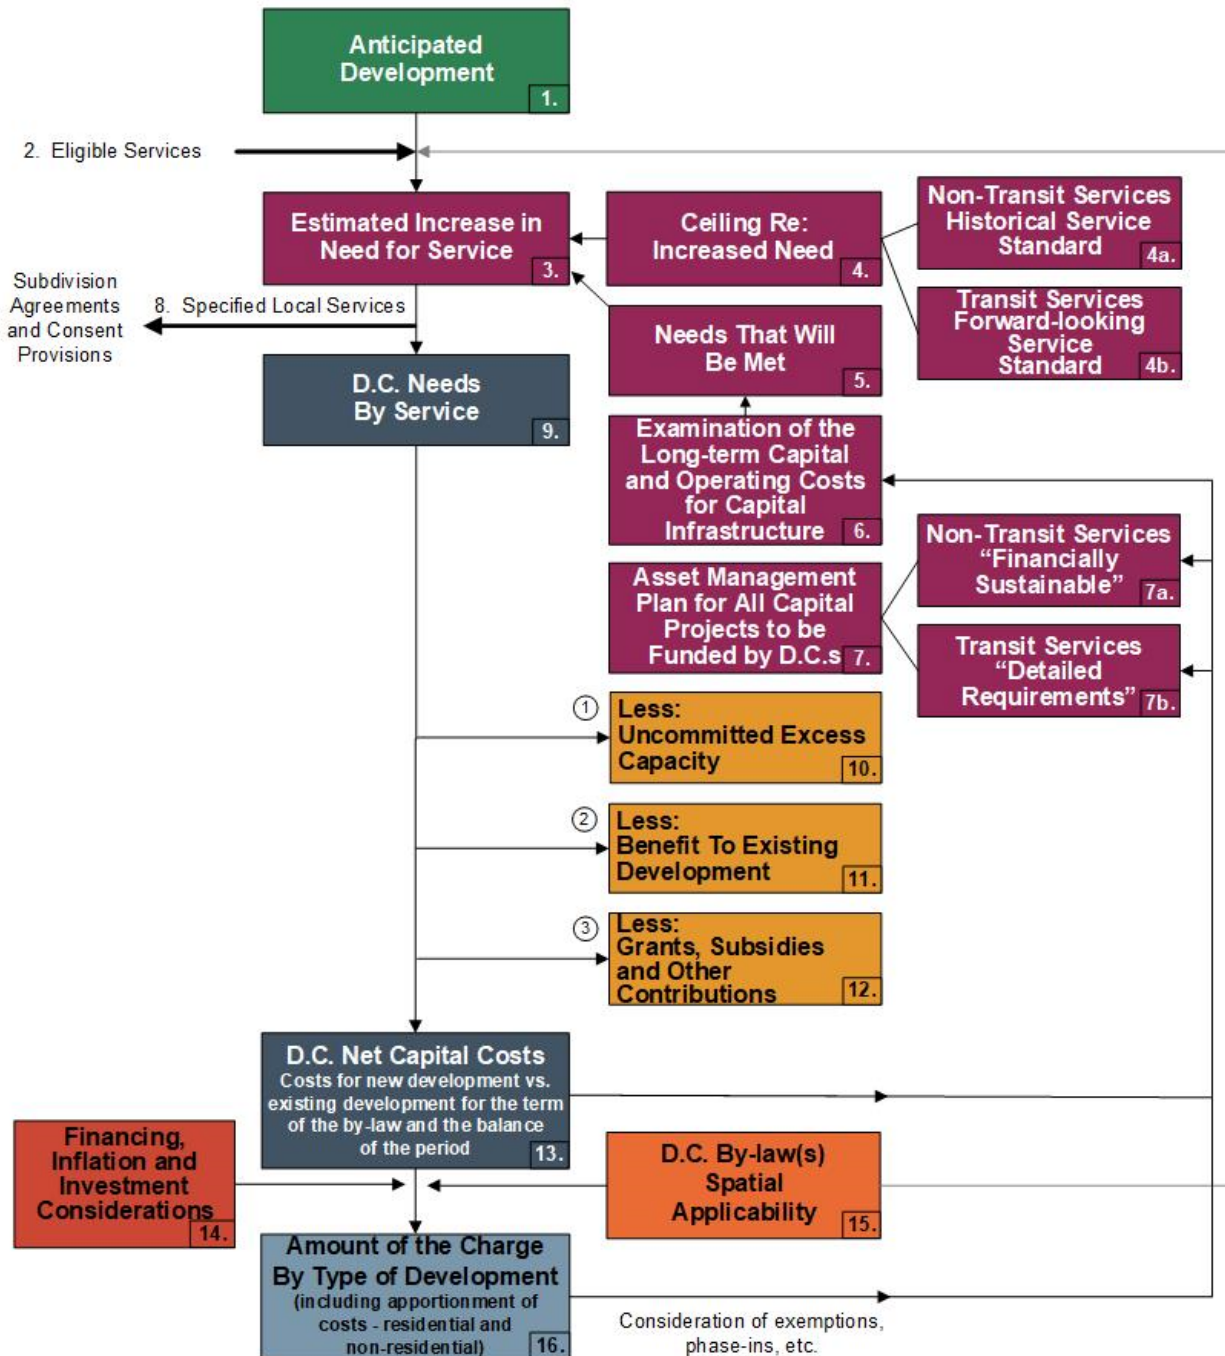 Anticipated
Development
1.
2. Eligible Services
Estimated Increase in
Need for Service
3.
Ceiling Re:
Increased Need
4.
Non-Transit Services
Historical Service
Standard
4a.
Transit Services
Forward-looking
Service
Standard
4b.
Subdivision
Agreements
and Consent
Provisions
8. Specified Local Services
Needs That Will
Be Met
5.
D.C. Needs
By Service
9.
Examination of the
Long-term Capital
and Operating Costs
for Capital
Infrastructure
6.
Asset Management
Plan for All Capital
Projects to be
Funded by D.C.s
7.
Non-Transit Services
“Financially
Sustainable”
7a.
Transit Services
“Detailed
Requirements”
7b.
1
Less:
Uncommitted Excess
Capacity
10.
2
Less:
Benefit To Existing
Development
11.
3
Less:
Grants, Subsidies
and Other
Contributions
12.
D.C. Net Capital Costs
Costs for new development vs.
existing development for the term
of the by-law and the balance
of the period
13.
Financing,
Inflation and
Investment
Considerations
14.
D.C. By-law(s)
Spatial
Applicability
15.
Amount of the Charge
By Type of Development
(including apportionment of
costs - residential and
non-residential)
16.
Consideration of exemptions,
phase-ins, etc.